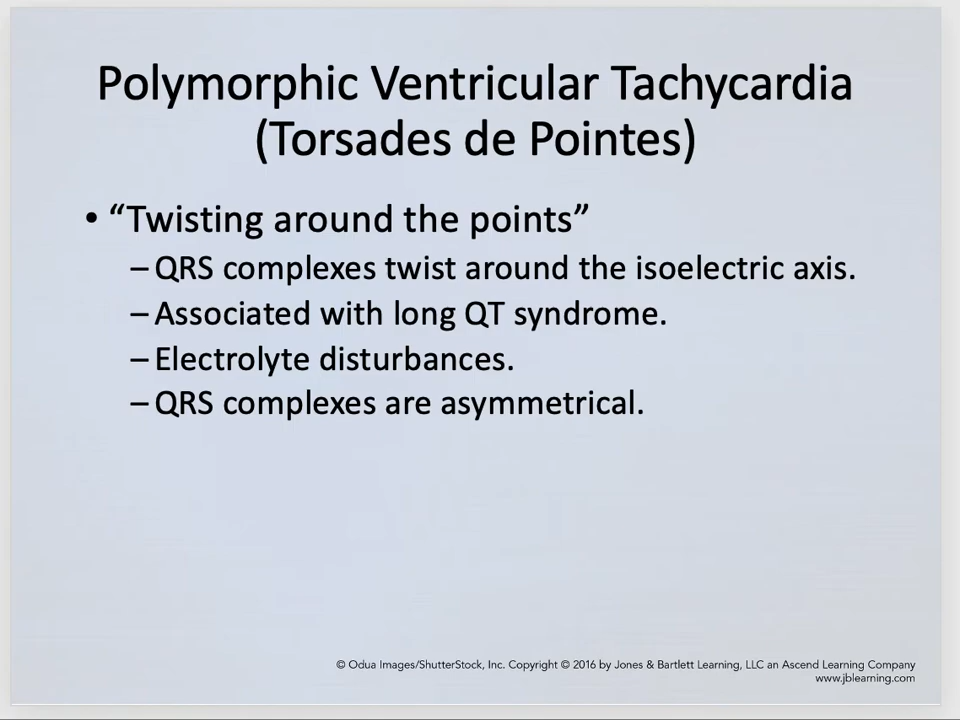 Polymorphic Ventricular Tachycardia
(Torsades de Pointes)
• “Twisting around the points”
– QRS complexes twist around the isoelectric axis.
– Associated with long QT syndrome.
– Electrolyte disturbances.
– QRS complexes are asymmetrical.
© Odua Images/ShutterStock, Inc. Copyright © 2016 by Jones & Bartlett Learning, LLC an Ascend Learning Company
www.jblearning.com